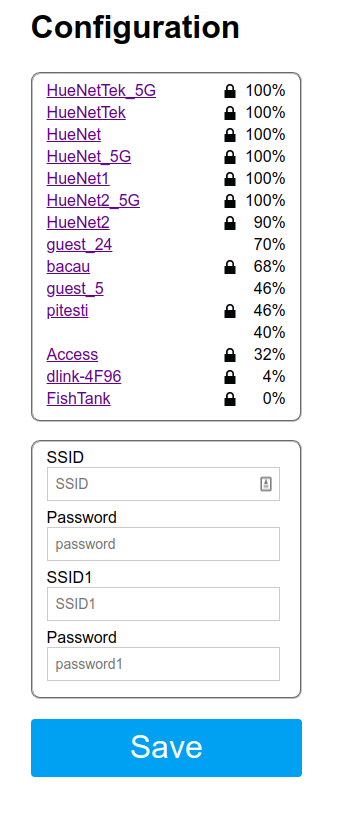 Configuration
HueNetTek_5G 100%
HueNetTek 100%
HueNet 100%
HueNet_5G 100%
HueNet1 100%
HueNet2_5G 100%
HueNet2 90%
guest_24 70%
bacau 68%
guest_5 46%
pitesti 46%
40%
Access 32%
dlink-4F96 4%
FishTank 0%
SSID
SSID
Password
password
SSID1
SSID1
Password
password1
Save